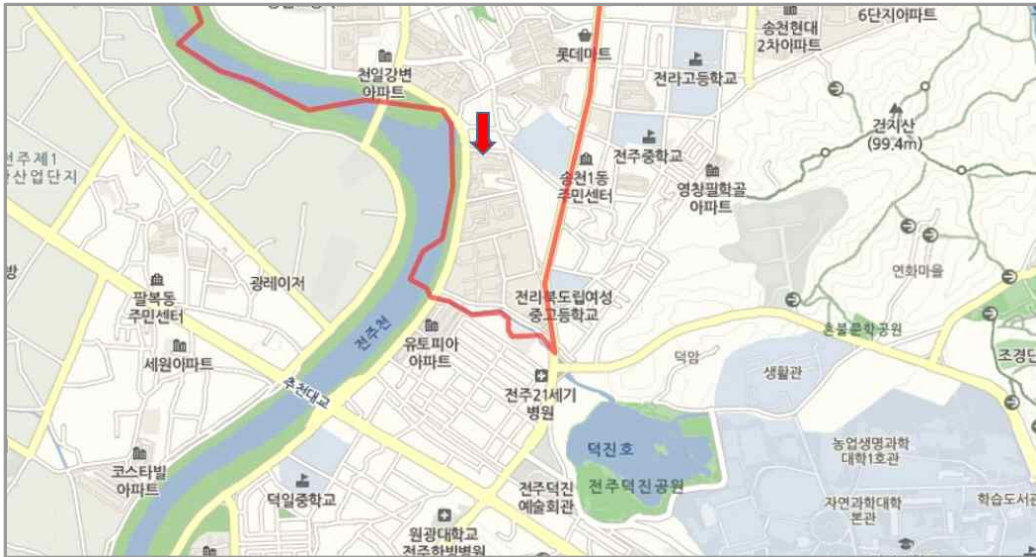 송천현대
2차아파트
6단지아파트
롯데마트
전라고등학교
천일강변
아파트
건지산
(99.4m)
전주제1
산업단지
송천1동
주민센터
전주중학교
영창필학골
아파트
방
팔복동
주민센터
광레이저
연화마을
전라북도립여성
중고등학교
혼불문학공원
세원아파트
전주천
유토피아
아파트
덕암
생활관
조경단
추천대교
전주21세기
병원
덕진호
농업생명과학
대학1호관
코스타빌
아파트
덕일중학교
전주덕진
예술회관
전주덕진공원
자연과학대학
본관
학습도서관
원광대학교
전주한방병원